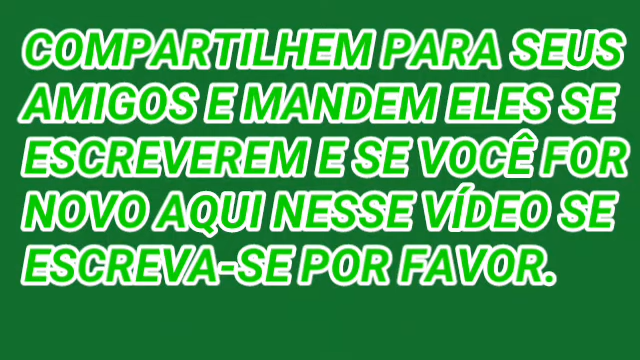 COMPARTILHEM PARA SEUS
AMIGOS E MANDEM ELES SE
ESCREVEREM E SE VOCÊ FOR
NOVO AQUI NESSE VÍDEO SE
ESCREVA-SE POR FAVOR.